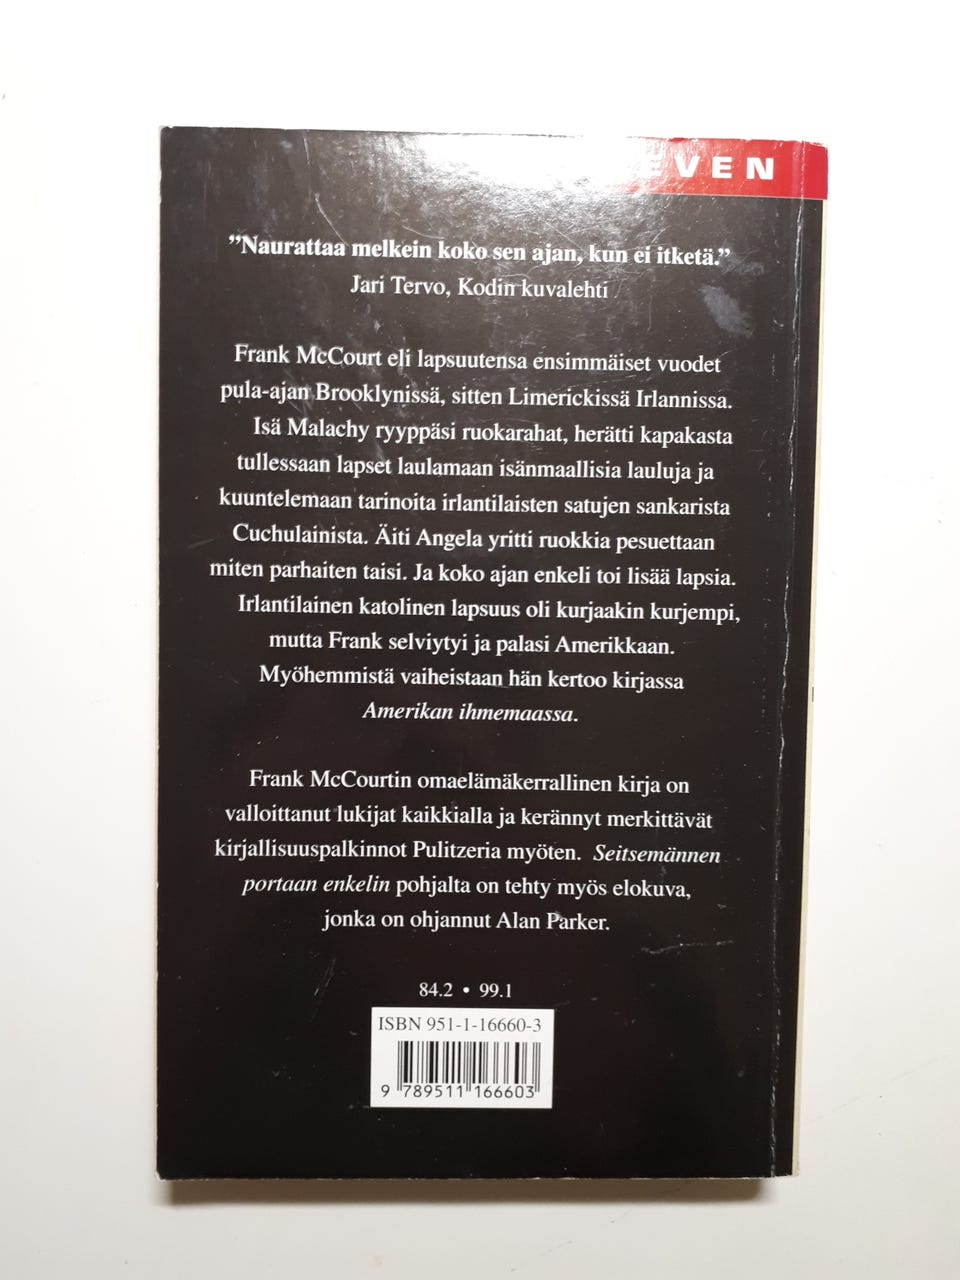 EVEN
”Naurattaa melkein koko sen ajan, kun ei itketä.”
Jari Tervo, Kodin kuvalehti
Frank McCourt eli lapsuutensa ensimmäiset vuodet
pula-ajan Brooklynissä, sitten Limerickissä Irlannissa.
Isä Malachy ryyppäsi ruokarahat, herätti kapakasta
tullessaan lapset laulamaan isänmaallisia lauluja ja
kuuntelemaan tarinoita irlantilaisten satujen sankarista
Cuchulainista. Äiti Angela yritti ruokkia pesuettaan
miten parhaiten taisi. Ja koko ajan enkeli toi lisää lapsia.
Irlantilainen katolinen lapsuus oli kurjaakin kurjempi,
mutta Frank selviytyi ja palasi Amerikkaan.
Myöhemmistä vaiheistaan hän kertoo kirjassa
Amerikan ihmemaassa.
Frank McCourtin omaelämäkerrallinen kirja on
valloittanut lukijat kaikkialla ja kerännyt merkittävät
kirjallisuuspalkinnot Pulitzeria myöten. Seitsemännen
portaan enkelin pohjalta on tehty myös elokuva,
jonka on ohjannut Alan Parker.
84.2 • 99.1
ISBN 951-1-16660-3
9 789511 166603